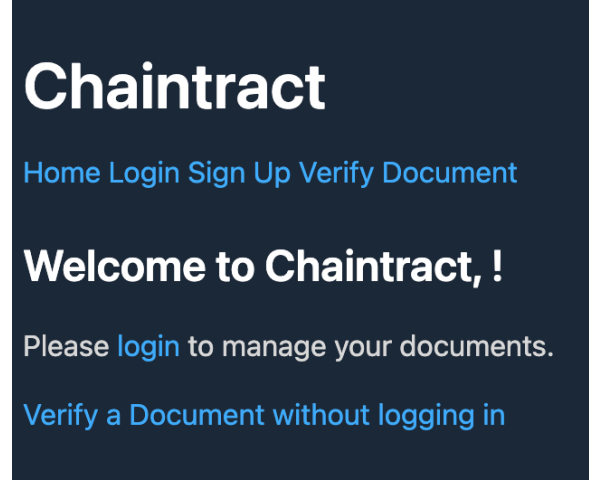 Chaintract
Home Login Sign Up Verify Document
Welcome to Chaintract, !
Please login to manage your documents.
Verify a Document without logging in